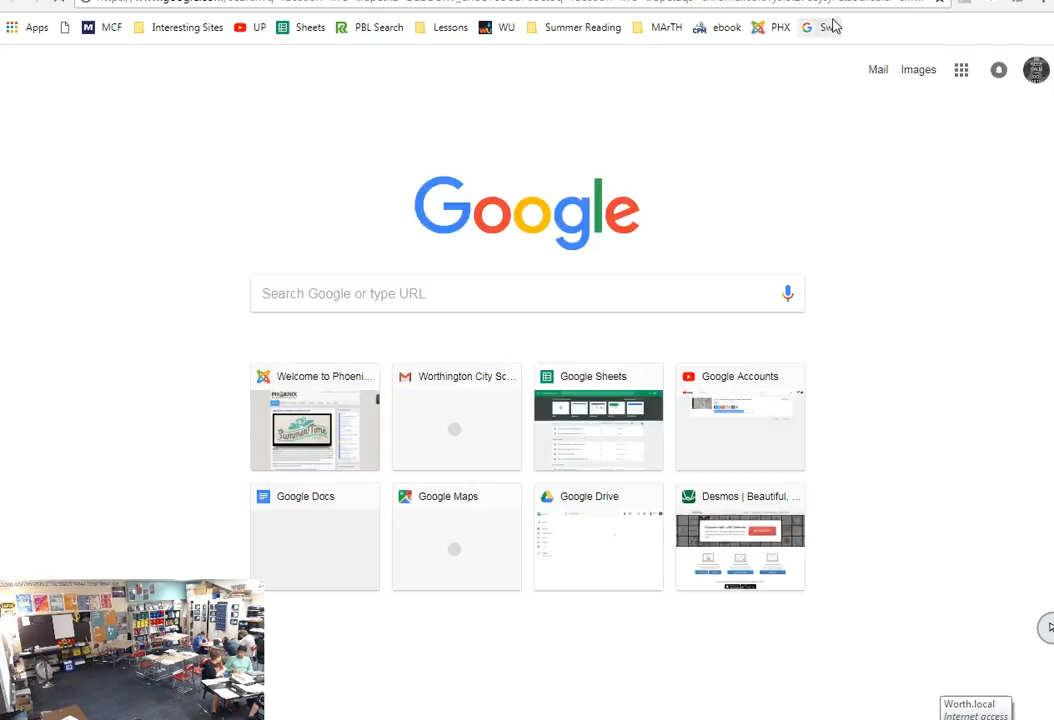 Apps MCF Interesting Sites UP Sheets PBL Search Lessons WU Summer Reading MArTH ebook PHX
Mail Images
Google
Search Google or type URL
Welcome to Phoeni... Worthington City Sc... Google Sheets Google Accounts
Google Docs Google Maps Google Drive Desmos | Beautiful, ...
Worth.local
Internet access